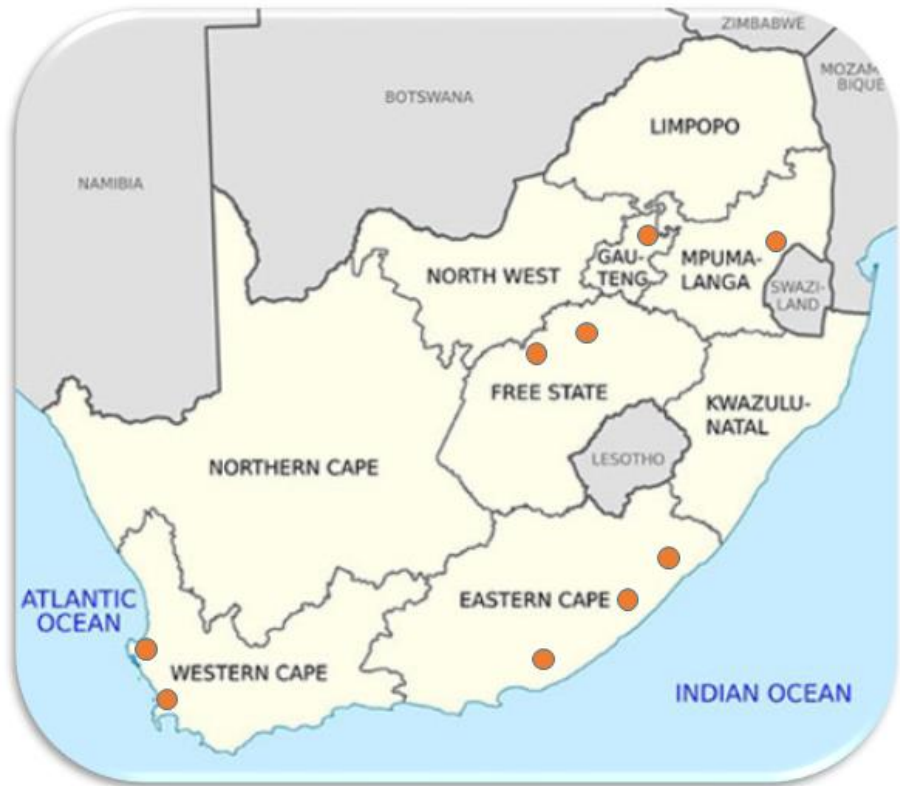 ZIMBABWE
MOZAM
BIQUE
BOTSWANA
LIMPOPO
NAMIBIA
GAU-
TENG
MPUMA-
LANGA
NORTH WEST
SWAZI-
LAND
FREE STATE
KWAZULU-
NATAL
LESOTHO
NORTHERN CAPE
ATLANTIC
OCEAN
EASTERN CAPE
WESTERN CAPE
INDIAN OCEAN